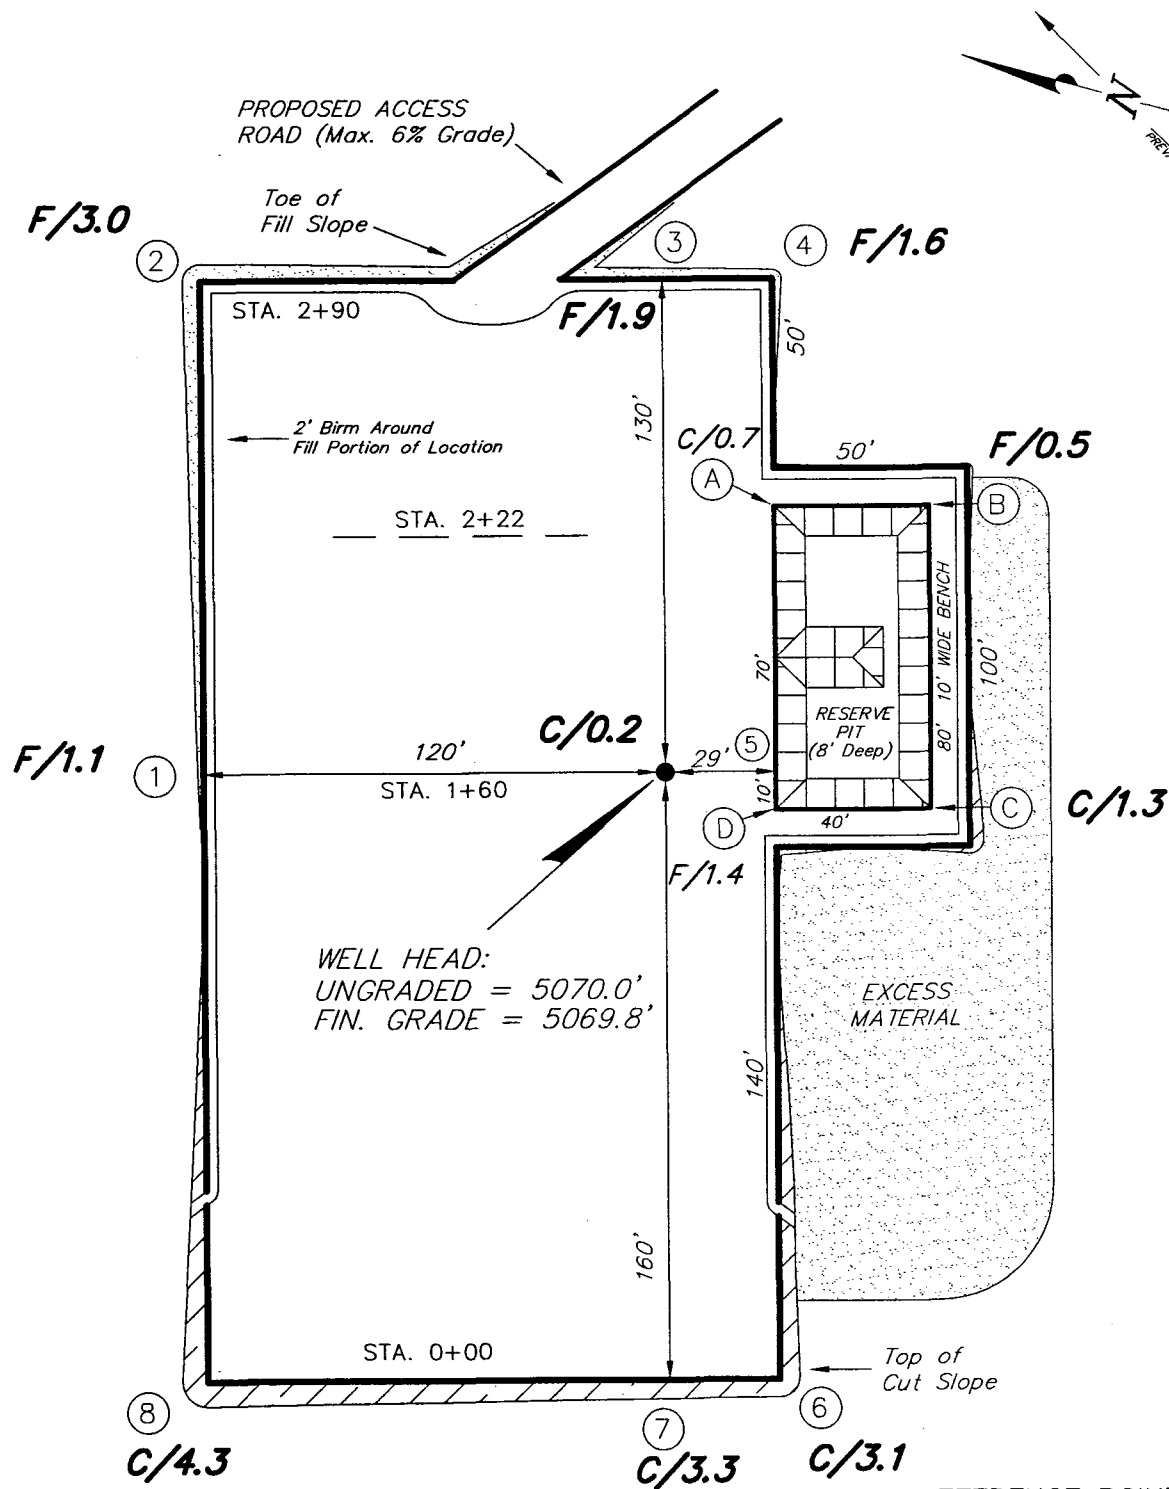 PROPOSED ACCESS
ROAD (Max. 6% Grade)
N
Toe of
Fill Slope
F/3.0
2
3
4
F/1.6
STA. 2+90
F/1.9
50'
2' Birm Around
Fill Portion of Location
130'
C/0.7
50'
F/0.5
A
B
STA. 2+22
10' WIDE BENCH
100'
70'
RESERVE
PIT
(8' Deep)
80'
F/1.1
1
120'
C/0.2
5
29'
STA. 1+60
10'
D
40'
C
C/1.3
F/1.4
WELL HEAD:
UNGRADED = 5070.0'
FIN. GRADE = 5069.8'
EXCESS
MATERIAL
140'
160'
STA. 0+00
Top of
Cut Slope
8
7
6
C/4.3
C/3.3
C/3.1